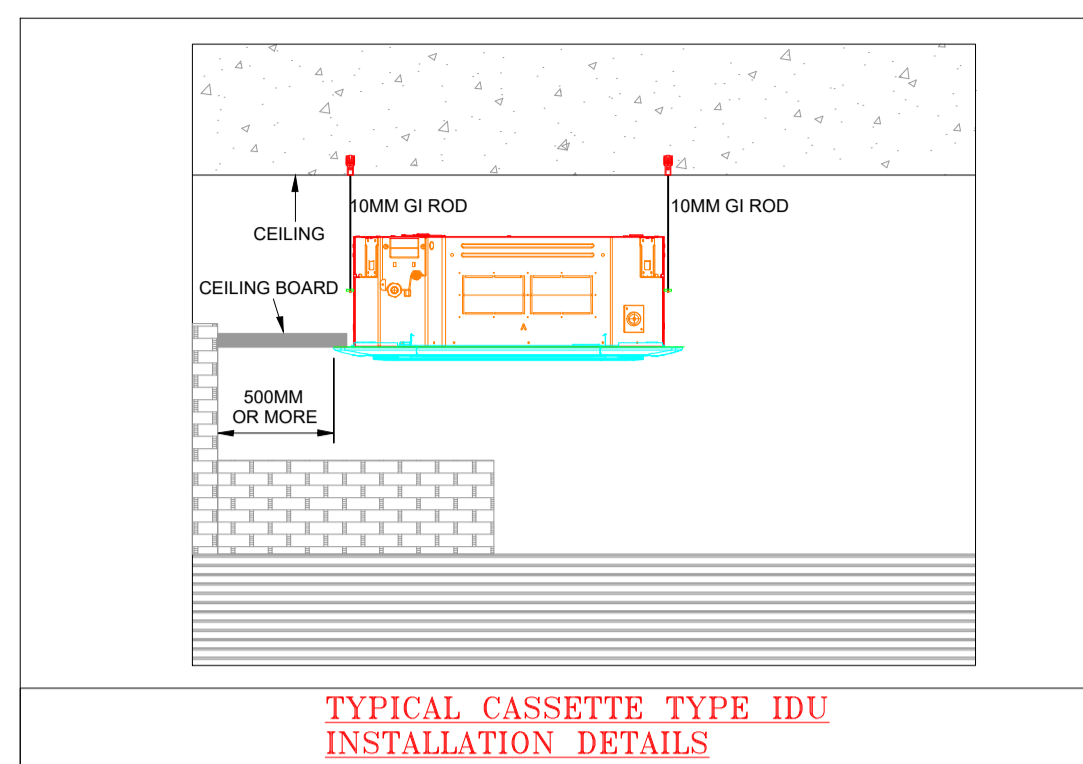 10MM GI ROD
10MM GI ROD
CEILING
CEILING BOARD
A
500MM
OR MORE
TYPICAL CASSETTE TYPE IDU
INSTALLATION DETAILS